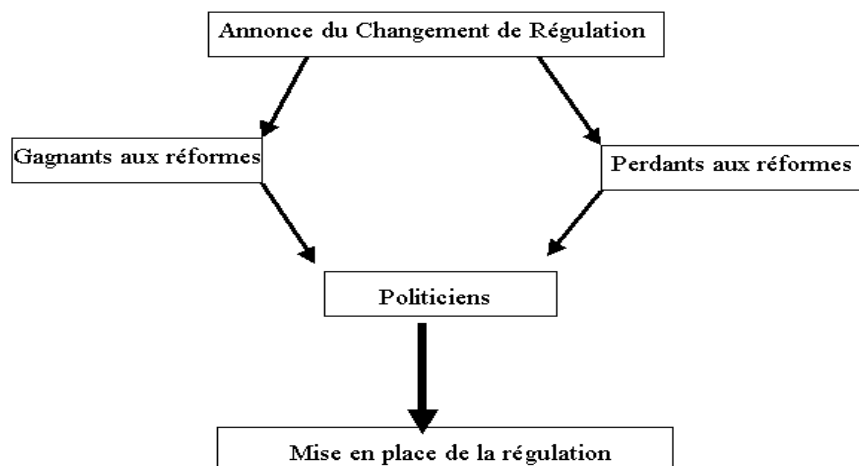 Annonce du Changement de Régulation
Gagnants aux réformes
Perdants aux réformes
Politiciens
Mise en place de la régulation